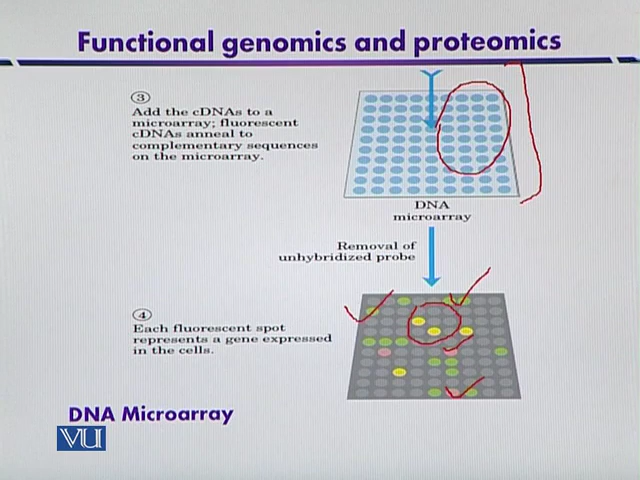 Functional genomics and proteomics
3
Add the cDNAs to a
microarray; fluorescent
cDNAs anneal to
complementary sequences
on the microarray.
DNA
microarray
Removal of
unhybridized probe
4
Each fluorescent spot
represents a gene expressed
in the cells.
DNA Microarray
VU